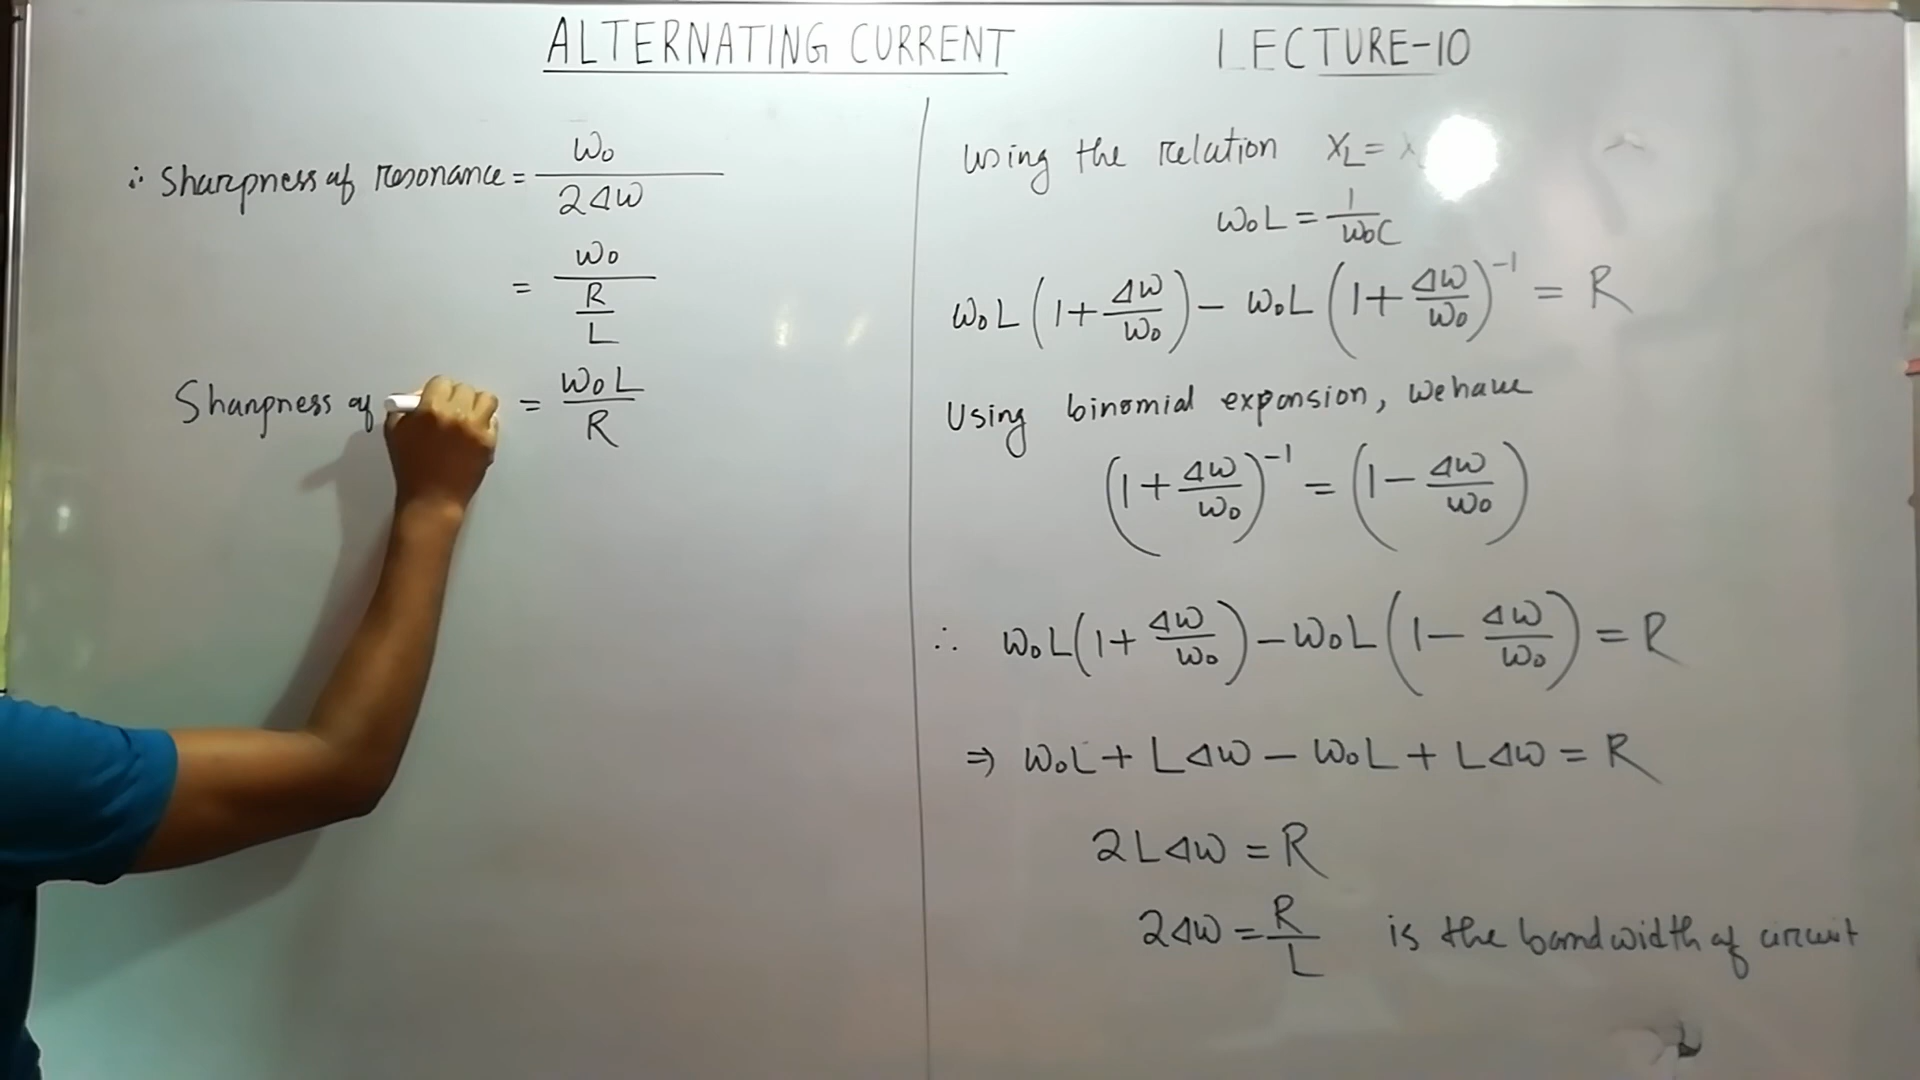 ALTERNATING CURRENT LECTURE-10
∴ Sharpness of resonance = ω₀ / 2Δω
= ω₀ / (R/L)
Sharpness of = ω₀L / R
Using the relation X_L =
ω₀L = 1/ω₀C
ω₀L (1 + Δω/ω₀) - ω₀L (1 + Δω/ω₀)⁻¹ = R
Using binomial expansion, we have
(1 + Δω/ω₀)⁻¹ = (1 - Δω/ω₀)
∴ ω₀L (1 + Δω/ω₀) - ω₀L (1 - Δω/ω₀) = R
⇒ ω₀L + LΔω - ω₀L + LΔω = R
2LΔω = R
2Δω = R/L is the bandwidth of circuit